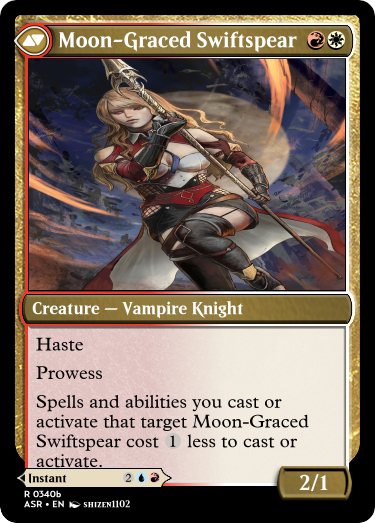 Moon-Graced Swiftspear
Creature — Vampire Knight
Haste
Prowess
Spells and abilities you cast or
activate that target Moon-Graced
Swiftspear cost 1 less to cast or
activate.
Instant 2
2/1
R 0340b
ASR • EN SHIZEN1102